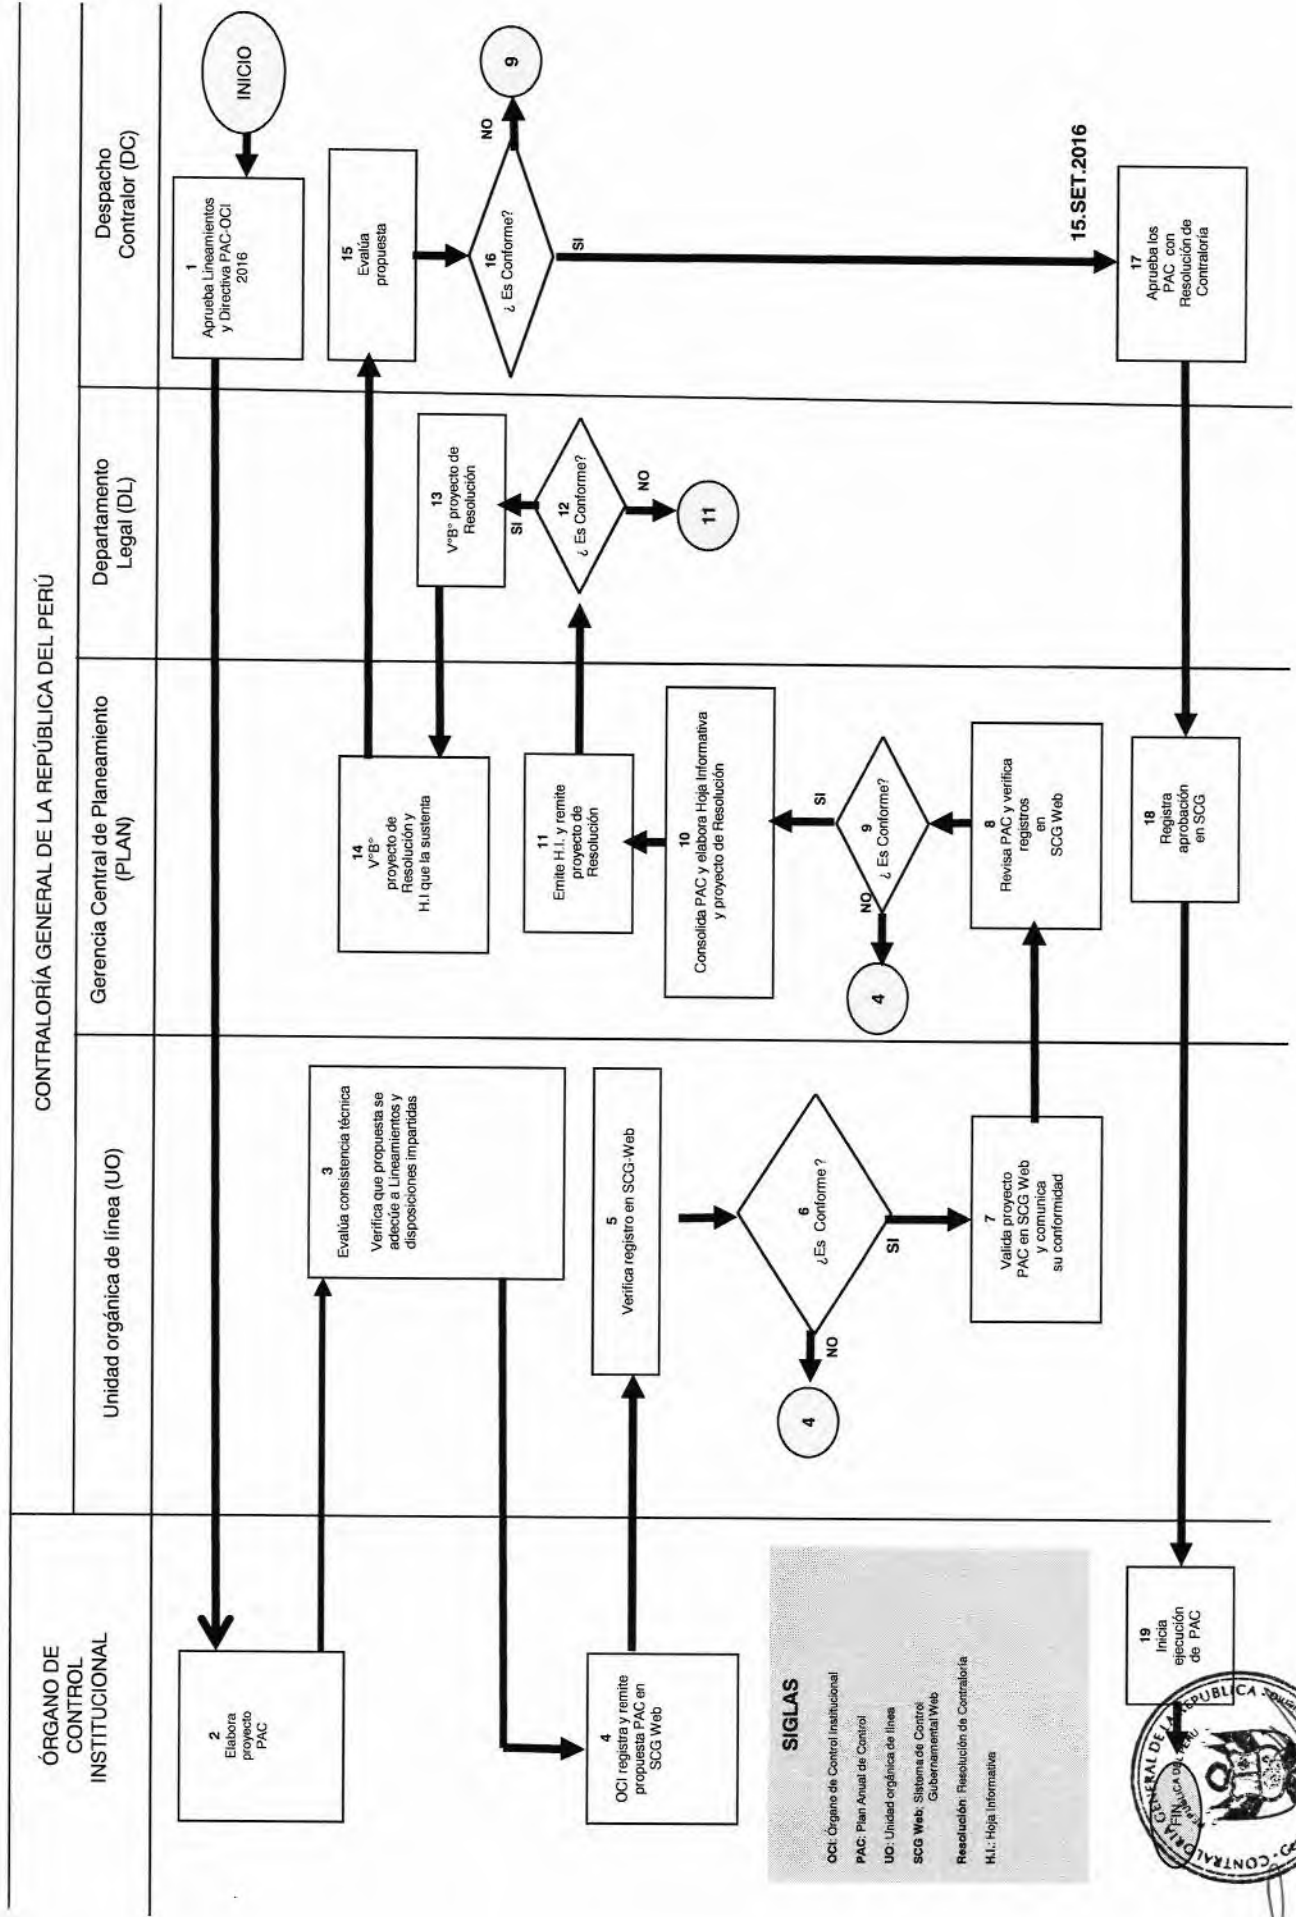 CONTRALORÍA GENERAL DE LA REPÚBLICA DEL PERÚ
ÓRGANO DE
CONTROL
INSTITUCIONAL
Unidad orgánica de línea (UO)
Gerencia Central de Planeamiento
(PLAN)
Departamento
Legal (DL)
Despacho
Contralor (DC)
INICIO
1
Aprueba Lineamientos
y Directiva PAC-OCI
2016
2
Elabora
proyecto
PAC
3
Evalúa consistencia técnica
Verifica que propuesta se
adecúe a Lineamientos y
disposiciones impartidas
4
OCI registra y remite
propuesta PAC en
SCG Web
5
Verifica registro en SCG-Web
6
¿Es Conforme ?
NO
4
SI
7
Valida proyecto
PAC en SCG Web
y comunica
su conformidad
8
Revisa PAC y verifica
registros
en
SCG Web
9
¿ Es Conforme?
NO
4
SI
10
Consolida PAC y elabora Hoja Informativa
y proyecto de Resolución
11
Emite H.I. y remite
proyecto de
Resolución
12
¿ Es Conforme?
NO
11
SI
13
V°B° proyecto de
Resolución
14
V°B°
proyecto de
Resolución y
H.I que la sustenta
15
Evalúa
propuesta
16
¿ Es Conforme?
NO
9
SI
15.SET.2016
17
Aprueba los
PAC con
Resolución de
Contraloría
18
Registra
aprobación
en SCG
19
Inicia
ejecución
de PAC
FIN
SIGLAS
OCI: Órgano de Control Institucional
PAC: Plan Anual de Control
UO: Unidad orgánica de línea
SCG Web: Sistema de Control
Gubernamental Web
Resolución: Resolución de Contraloría
H.I.: Hoja Informativa
CONTRALORIA GENERAL DE LA REPUBLICA